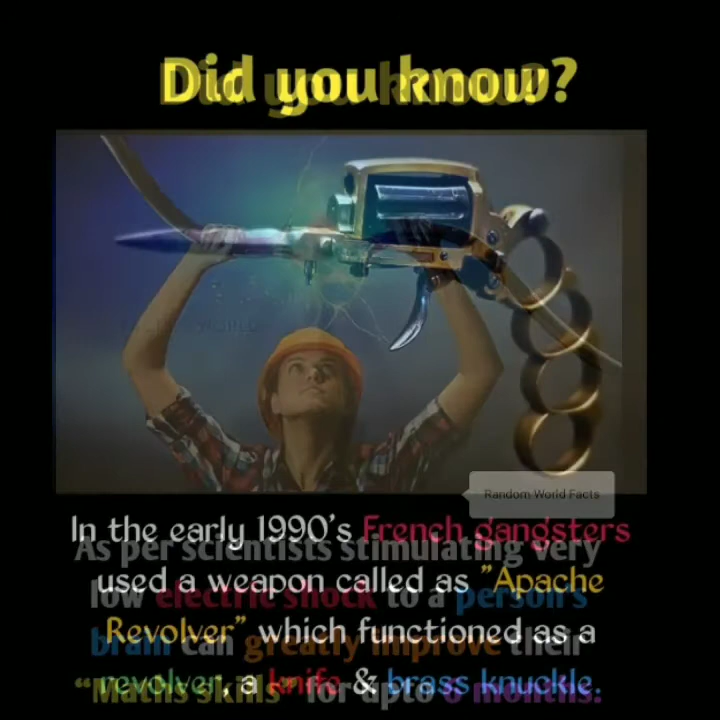 Did you know?
Random World Facts
In the early 1990's French gangsters
used a weapon called as "Apache
Revolver" which functioned as a
revolver, a knife & brass knuckle.
As per scientists stimulating very
low electric shock to a person's
brain can greatly improve their
"Maths skills" for upto 6 months.